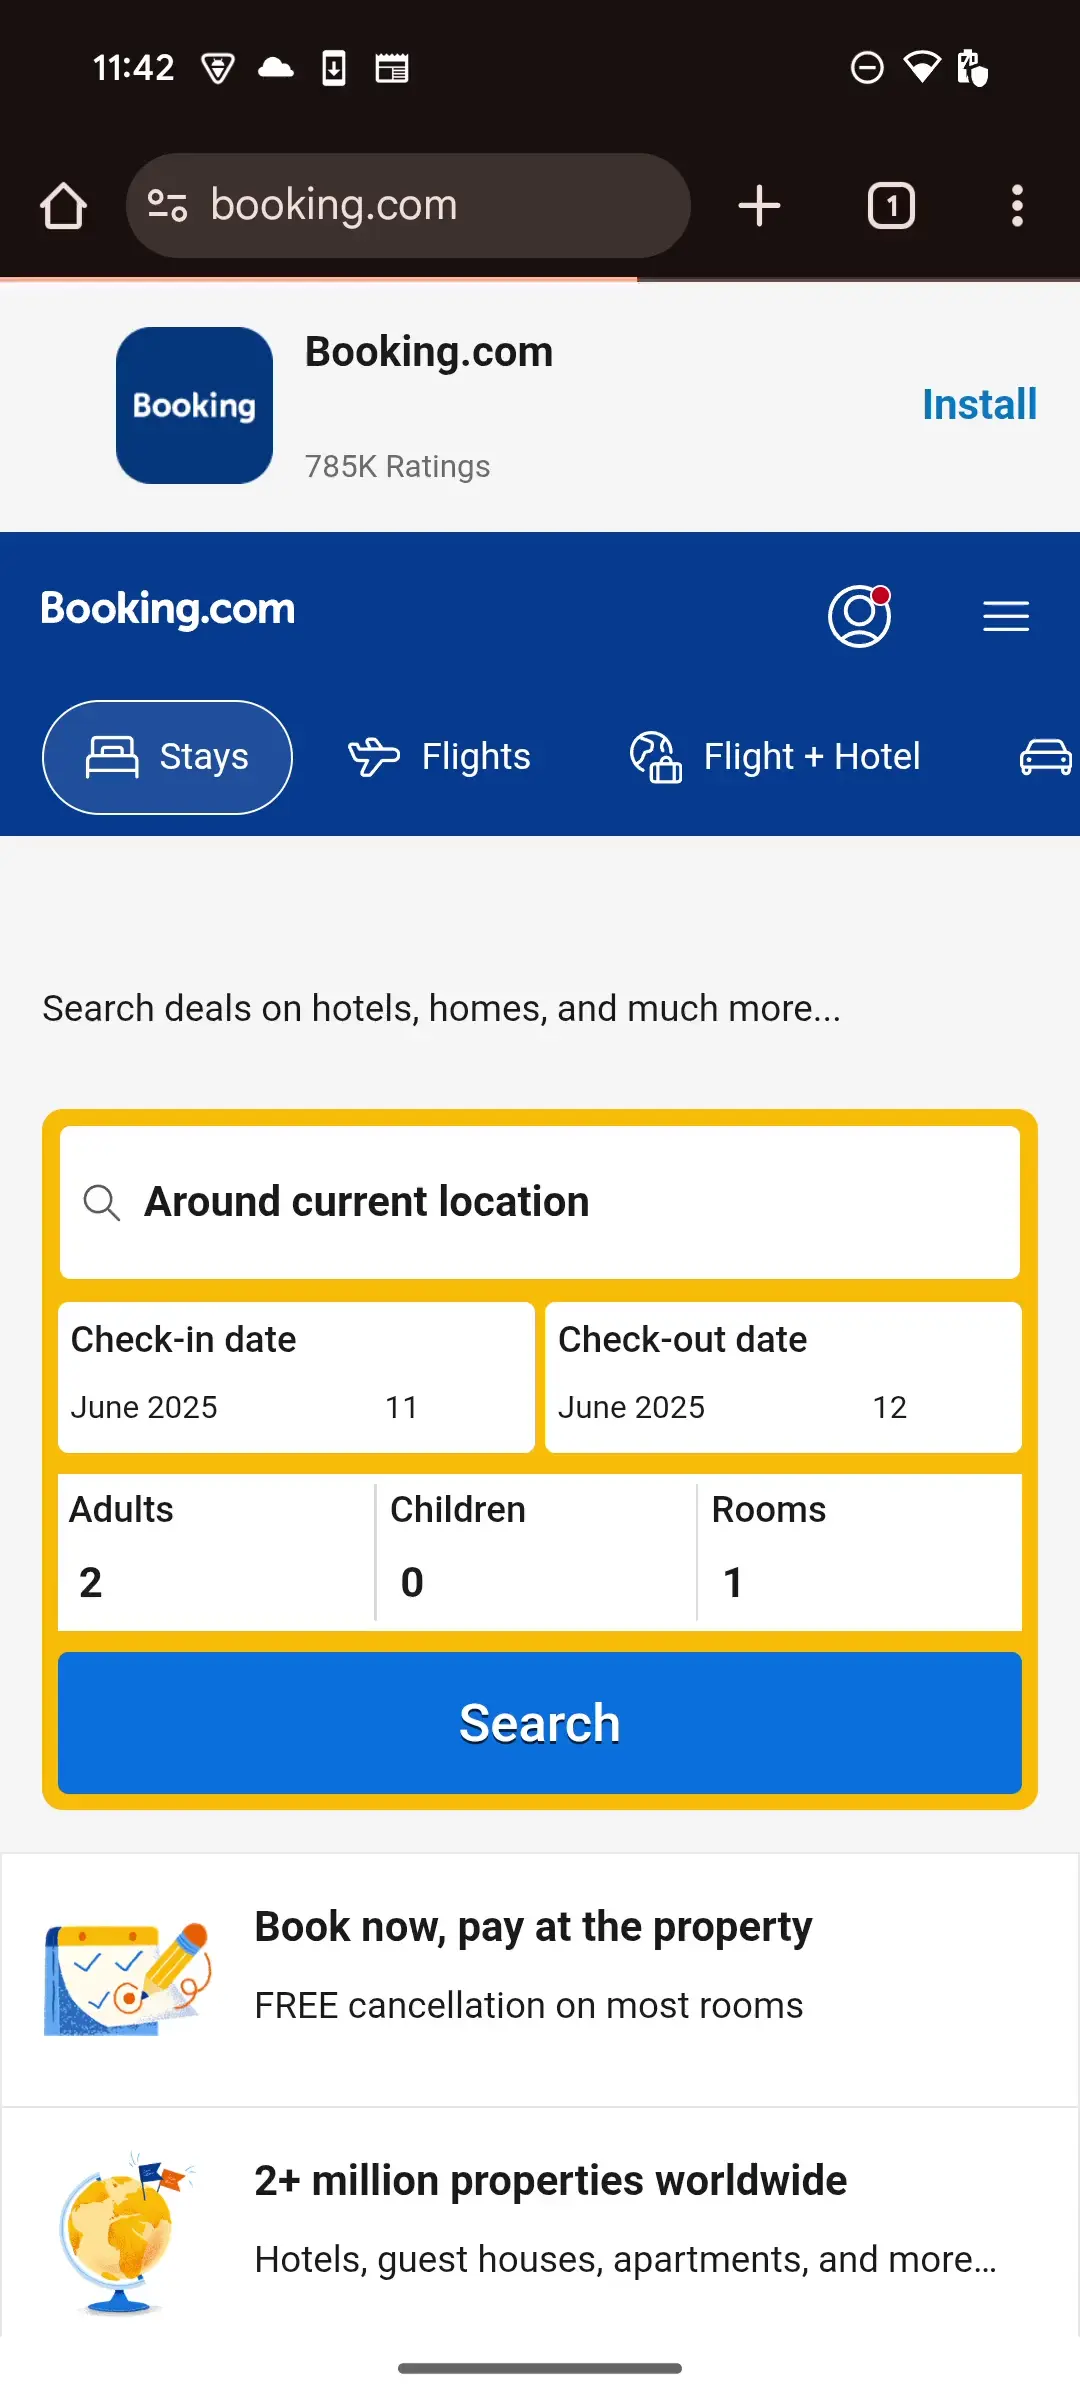 11:42
booking.com
1
Booking
Booking.com
785K Ratings
Install
Booking.com
Stays
Flights
Flight + Hotel
Search deals on hotels, homes, and much more...
Around current location
Check-in date
June 2025 11
Check-out date
June 2025 12
Adults
2
Children
0
Rooms
1
Search
Book now, pay at the property
FREE cancellation on most rooms
2+ million properties worldwide
Hotels, guest houses, apartments, and more...